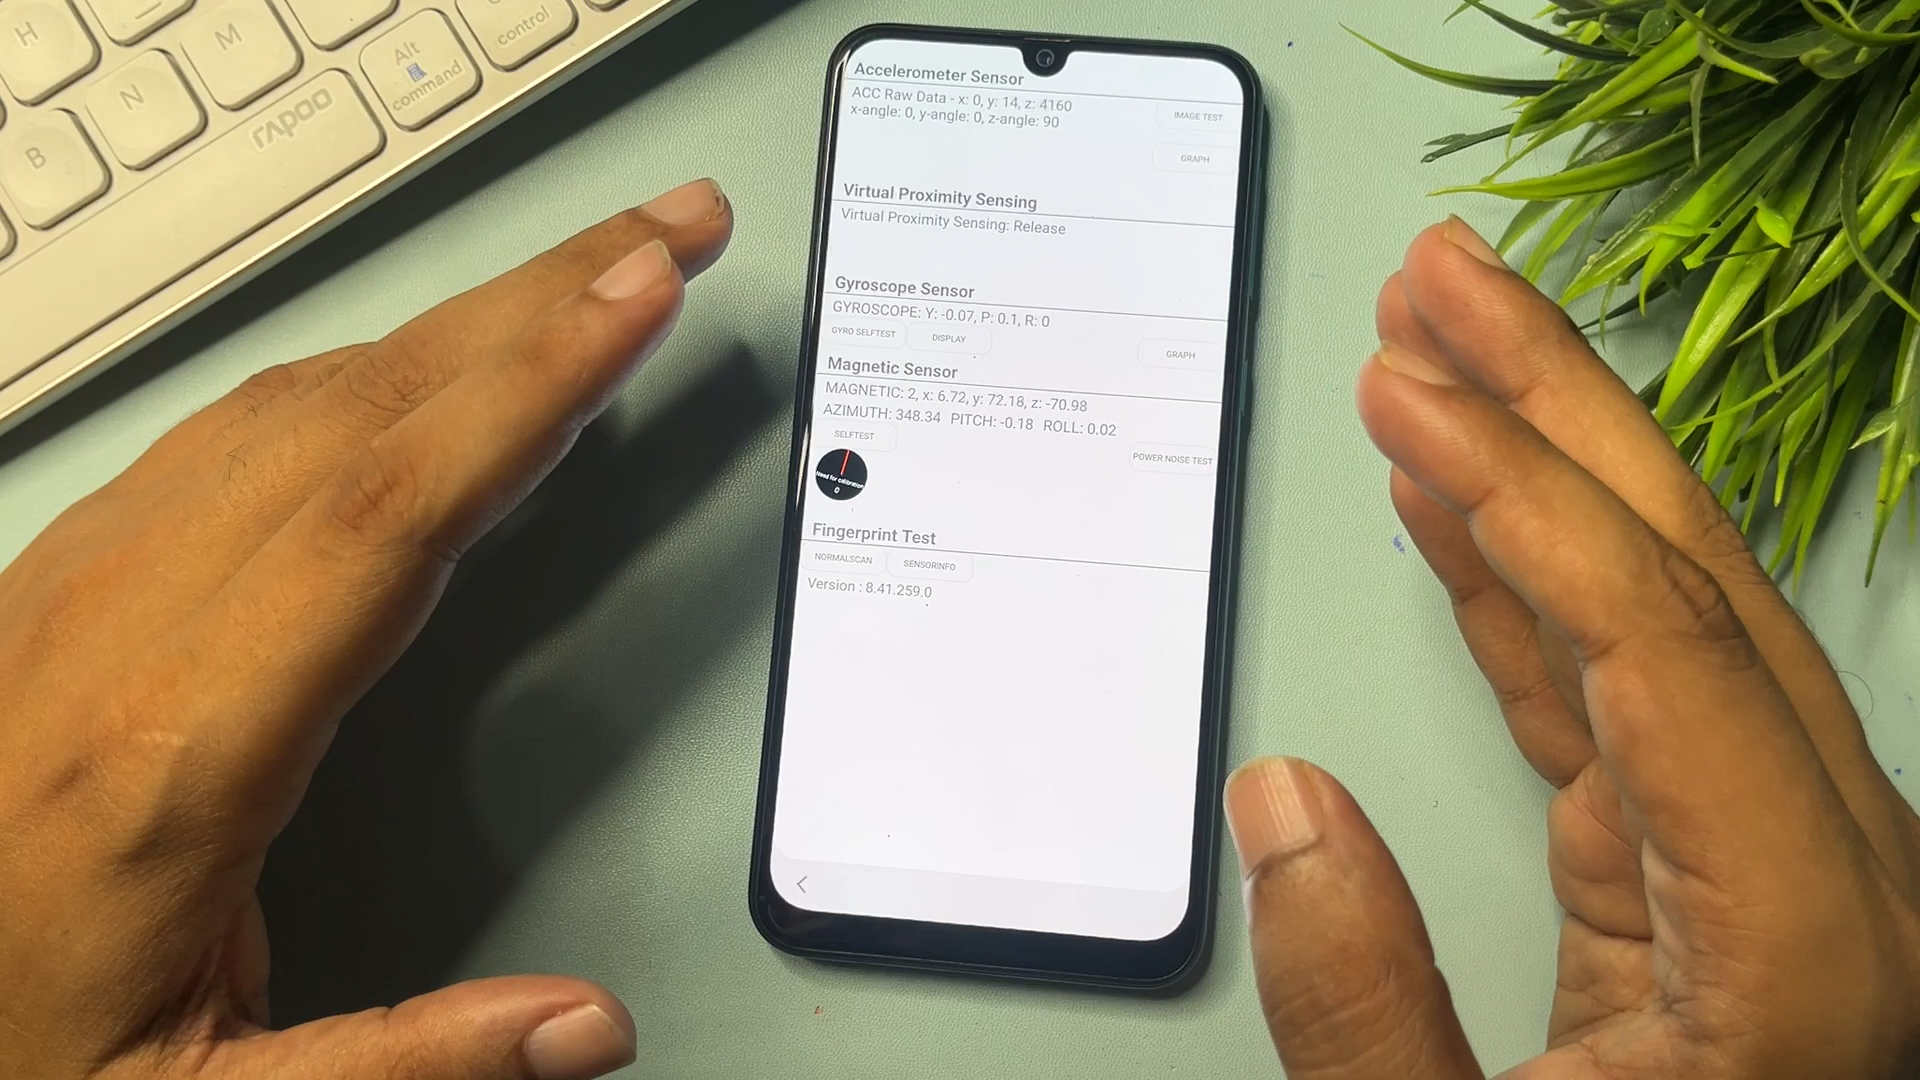 H
M
Alt
command
control
N
B
rapoo
Accelerometer Sensor
ACC Raw Data - x: 0, y: 14, z: 4160
x-angle: 0, y-angle: 0, z-angle: 90
IMAGE TEST
GRAPH
Virtual Proximity Sensing
Virtual Proximity Sensing: Release
Gyroscope Sensor
GYROSCOPE: Y: -0.07, P: 0.1, R: 0
GYRO SELFTEST
DISPLAY
GRAPH
Magnetic Sensor
MAGNETIC: 2, x: 6.72, y: 72.18, z: -70.98
AZIMUTH: 348.34 PITCH: -0.18 ROLL: 0.02
SELFTEST
POWER NOISE TEST
Need for calibration
0
Fingerprint Test
NORMALSCAN
SENSORINFO
Version : 8.41.259.0